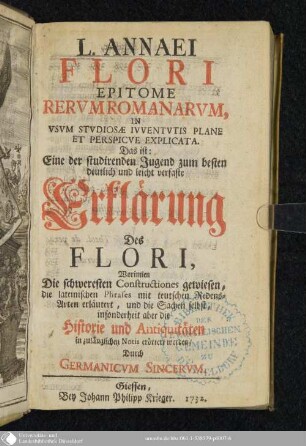 L. ANNAEI
FLORI
EPITOME
RERVM ROMANARVM,
IN
VSVM STVDIOSÆ IVVENTVTIS PLANE
ET PERSPICVE EXPLICATA.
Das ist:
Eine der studirenden Jugend zum besten
deutlich und leicht verfaste
Erklärung
Des
FLORI,
Worinnen
Die schweresten Constructiones gewiesen,
die lateinischen Phrases mit teutschen Redens-
Arten erläutert, und die Sachen selbst,
insonderheit aber die
Historie und Antiquitäten
in zulänglichen Notis erörtert werden,
Durch
GERMANICVM SINCERVM.
Giessen,
Bey Johann Philipp Krieger. 1732.